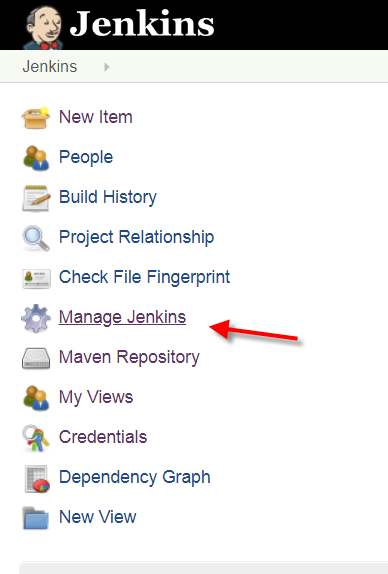 Jenkins
Jenkins
New Item
People
Build History
Project Relationship
Check File Fingerprint
Manage Jenkins
Maven Repository
My Views
Credentials
Dependency Graph
New View